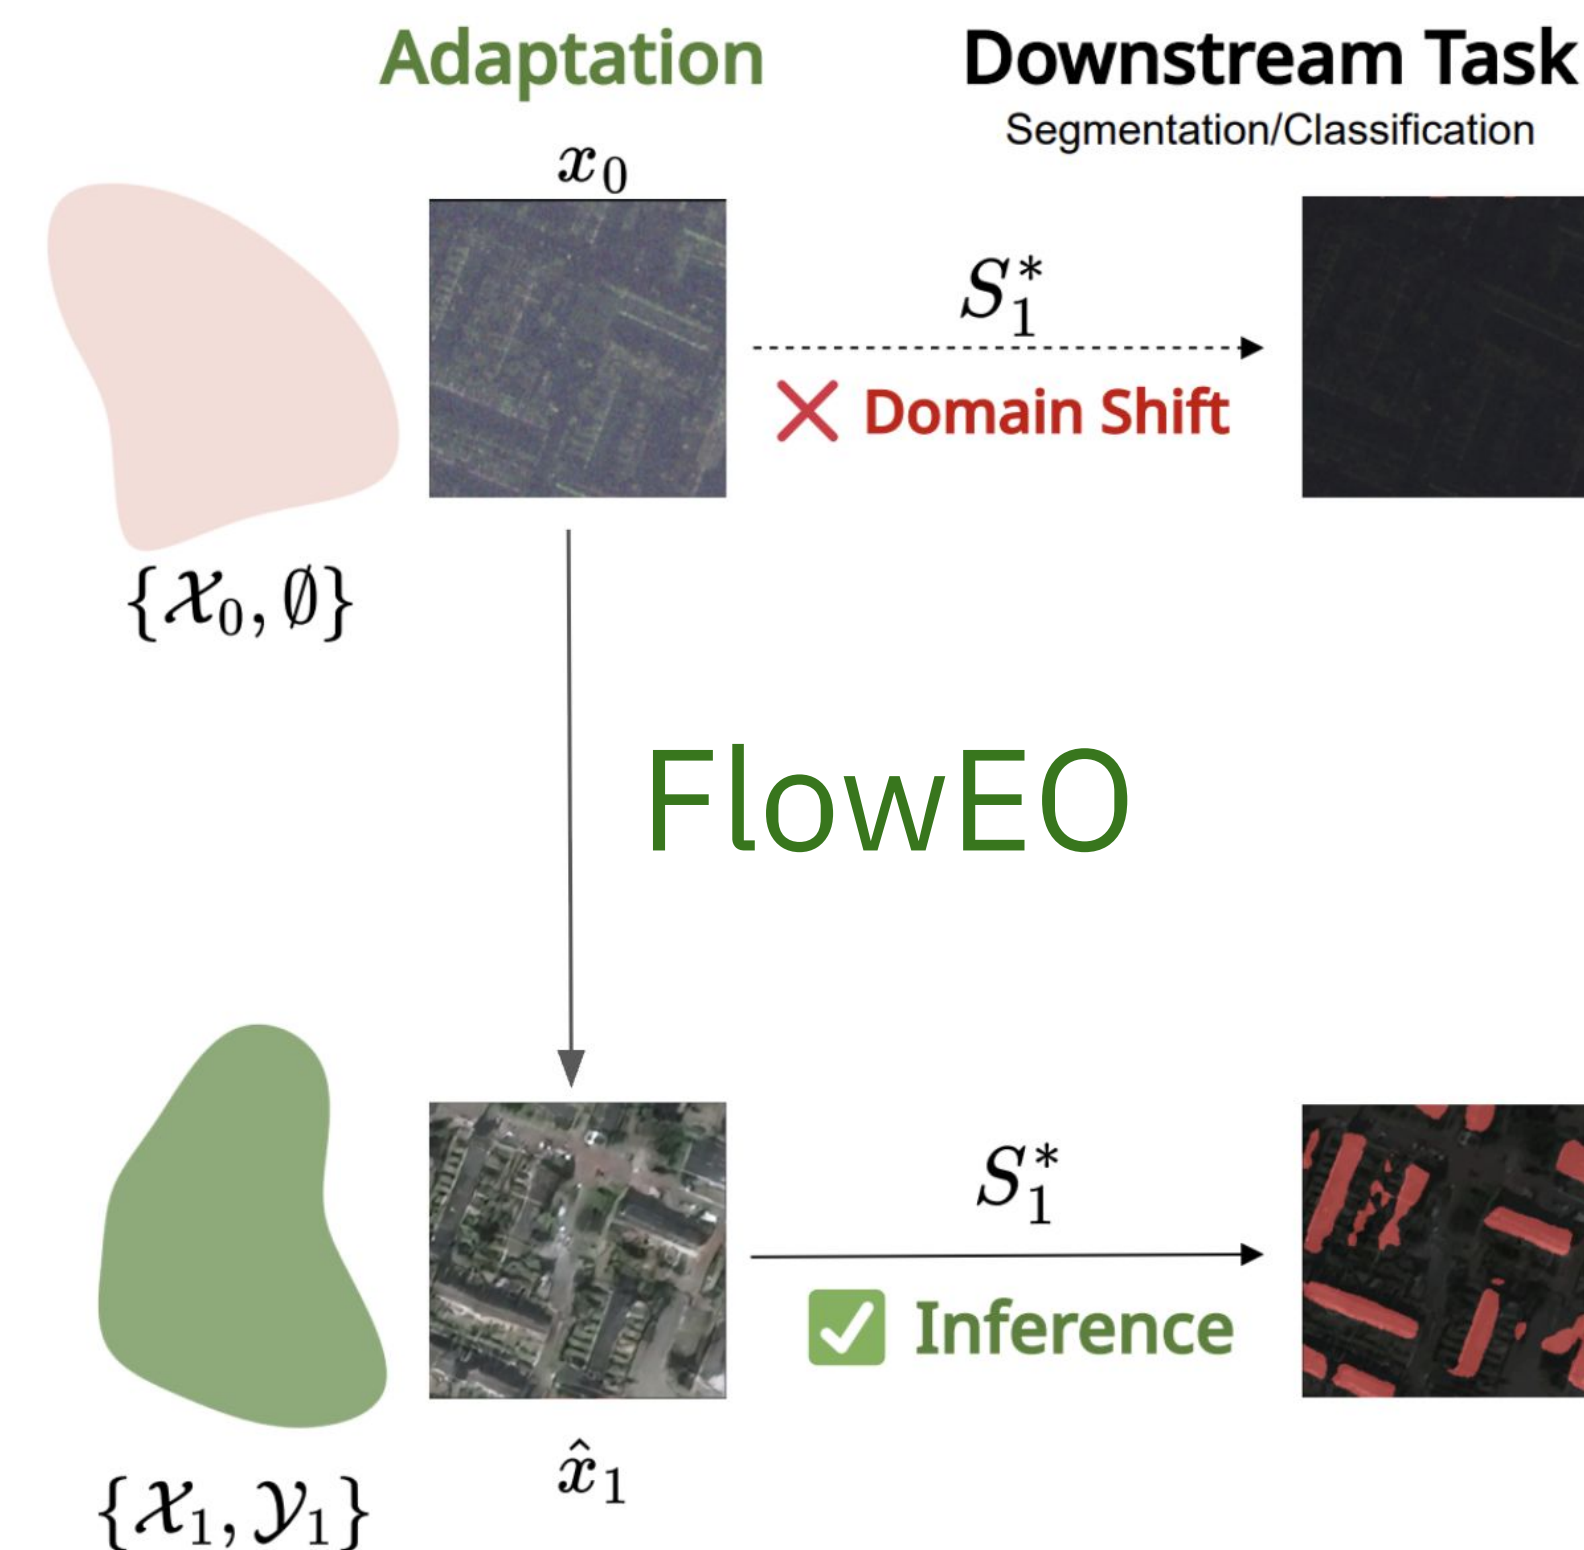 Adaptation
Downstream Task
Segmentation/Classification
x₀
S₁*
Domain Shift
{𝒳₀, ∅}
FlowEO
S₁*
Inference
x̂₁
{𝒳₁, 𝒴₁}